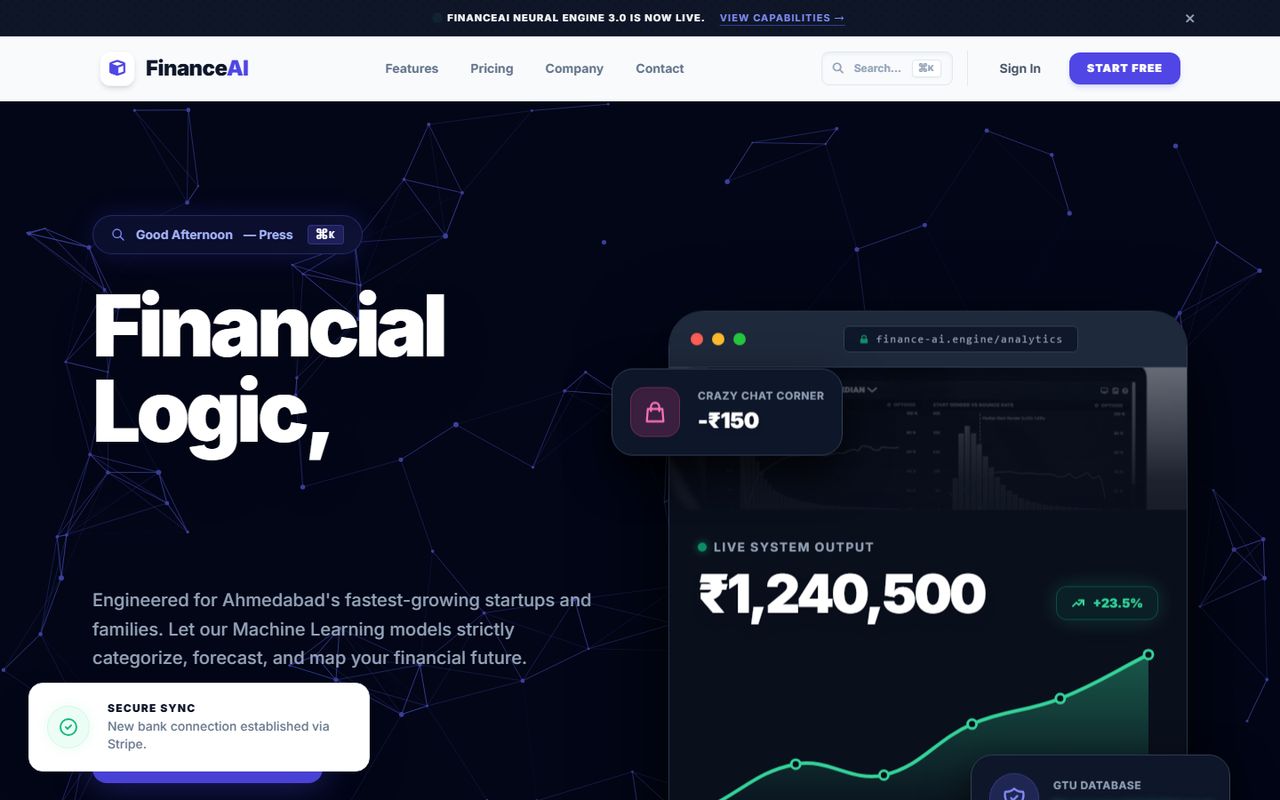 FINANCEAI NEURAL ENGINE 3.0 IS NOW LIVE. VIEW CAPABILITIES →
FinanceAI
Features Pricing Company Contact
Search... ⌘K
Sign In
START FREE
Good Afternoon — Press ⌘K
Financial
Logic,
Engineered for Ahmedabad's fastest-growing startups and
families. Let our Machine Learning models strictly
categorize, forecast, and map your financial future.
SECURE SYNC
New bank connection established via
Stripe.
finance-ai.engine/analytics
CRAZY CHAT CORNER
-₹150
LIVE SYSTEM OUTPUT
₹1,240,500
+23.5%
GTU DATABASE